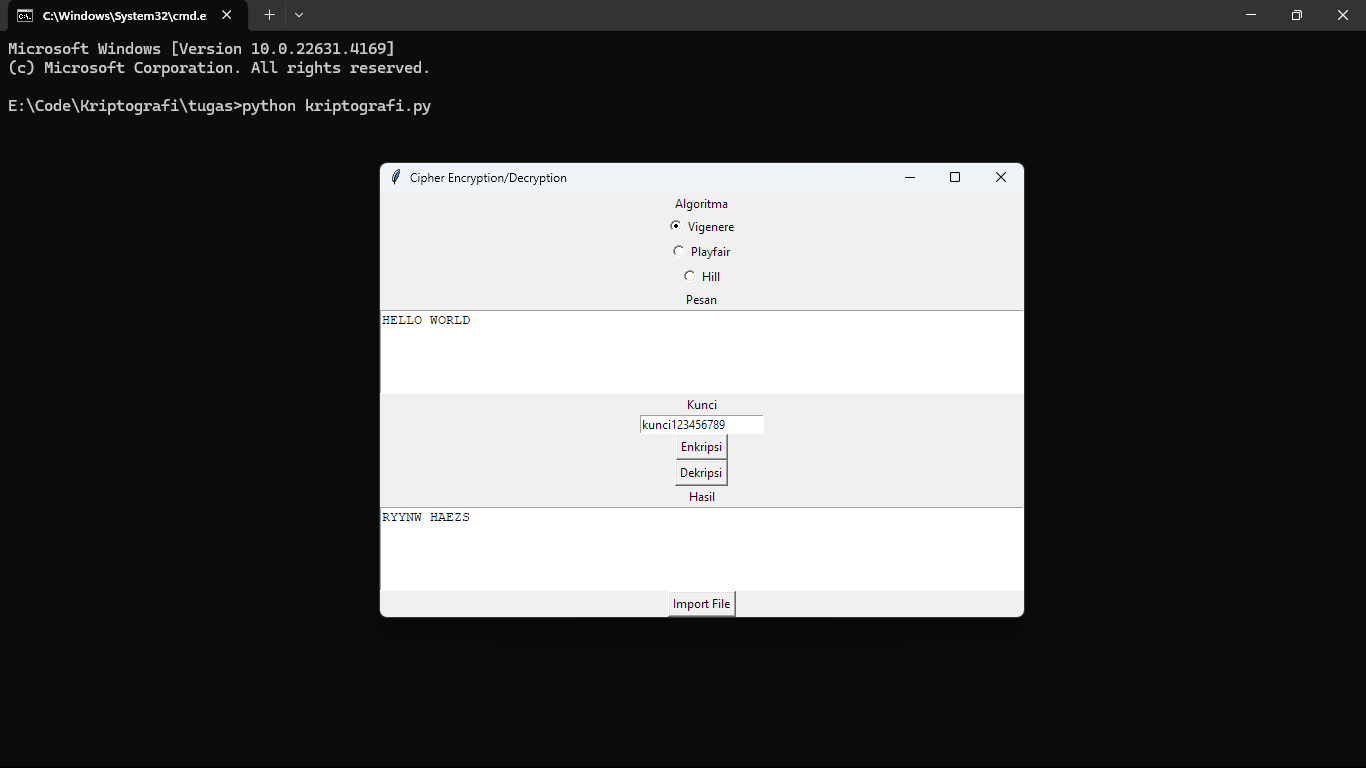 C:\Windows\System32\cmd.e
Microsoft Windows [Version 10.0.22631.4169]
(c) Microsoft Corporation. All rights reserved.
E:\Code\Kriptografi\tugas>python kriptografi.py
Cipher Encryption/Decryption
Algoritma
Vigenere
Playfair
Hill
Pesan
HELLO WORLD
Kunci
kunci123456789
Enkripsi
Dekripsi
Hasil
RYYNW HAEZS
Import File